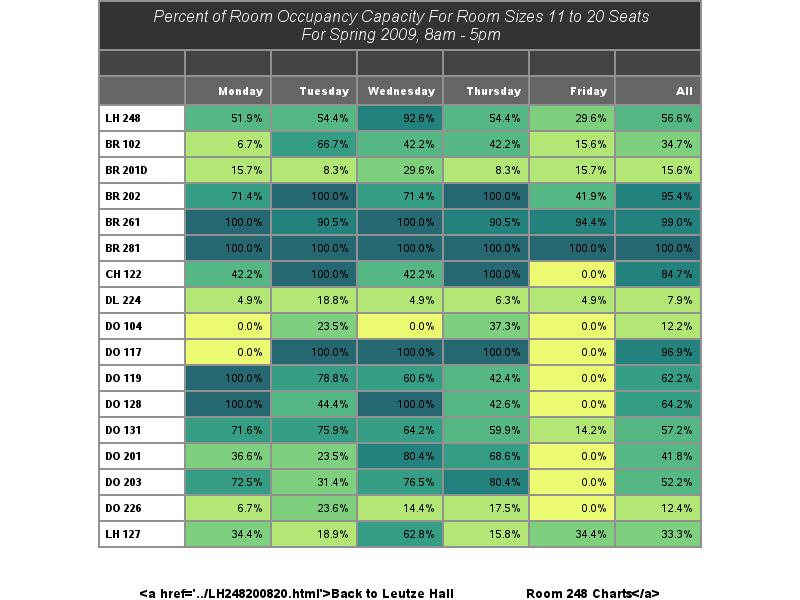 Percent of Room Occupancy Capacity For Room Sizes 11 to 20 Seats
For Spring 2009, 8am - 5pm
Monday Tuesday Wednesday Thursday Friday All
LH 248 51.9% 54.4% 92.6% 54.4% 29.6% 56.6%
BR 102 6.7% 66.7% 42.2% 42.2% 15.6% 34.7%
BR 201D 15.7% 8.3% 29.6% 8.3% 15.7% 15.6%
BR 202 71.4% 100.0% 71.4% 100.0% 41.9% 95.4%
BR 261 100.0% 90.5% 100.0% 90.5% 94.4% 99.0%
BR 281 100.0% 100.0% 100.0% 100.0% 100.0% 100.0%
CH 122 42.2% 100.0% 42.2% 100.0% 0.0% 84.7%
DL 224 4.9% 18.8% 4.9% 6.3% 4.9% 7.9%
DO 104 0.0% 23.5% 0.0% 37.3% 0.0% 12.2%
DO 117 0.0% 100.0% 100.0% 100.0% 0.0% 96.9%
DO 119 100.0% 78.8% 60.6% 42.4% 0.0% 62.2%
DO 128 100.0% 44.4% 100.0% 42.6% 0.0% 64.2%
DO 131 71.6% 75.9% 64.2% 59.9% 14.2% 57.2%
DO 201 36.6% 23.5% 80.4% 68.6% 0.0% 41.8%
DO 203 72.5% 31.4% 76.5% 80.4% 0.0% 52.2%
DO 226 6.7% 23.6% 14.4% 17.5% 0.0% 12.4%
LH 127 34.4% 18.9% 62.8% 15.8% 34.4% 33.3%
<a href='../LH248200820.html'>Back to Leutze Hall Room 248 Charts</a>